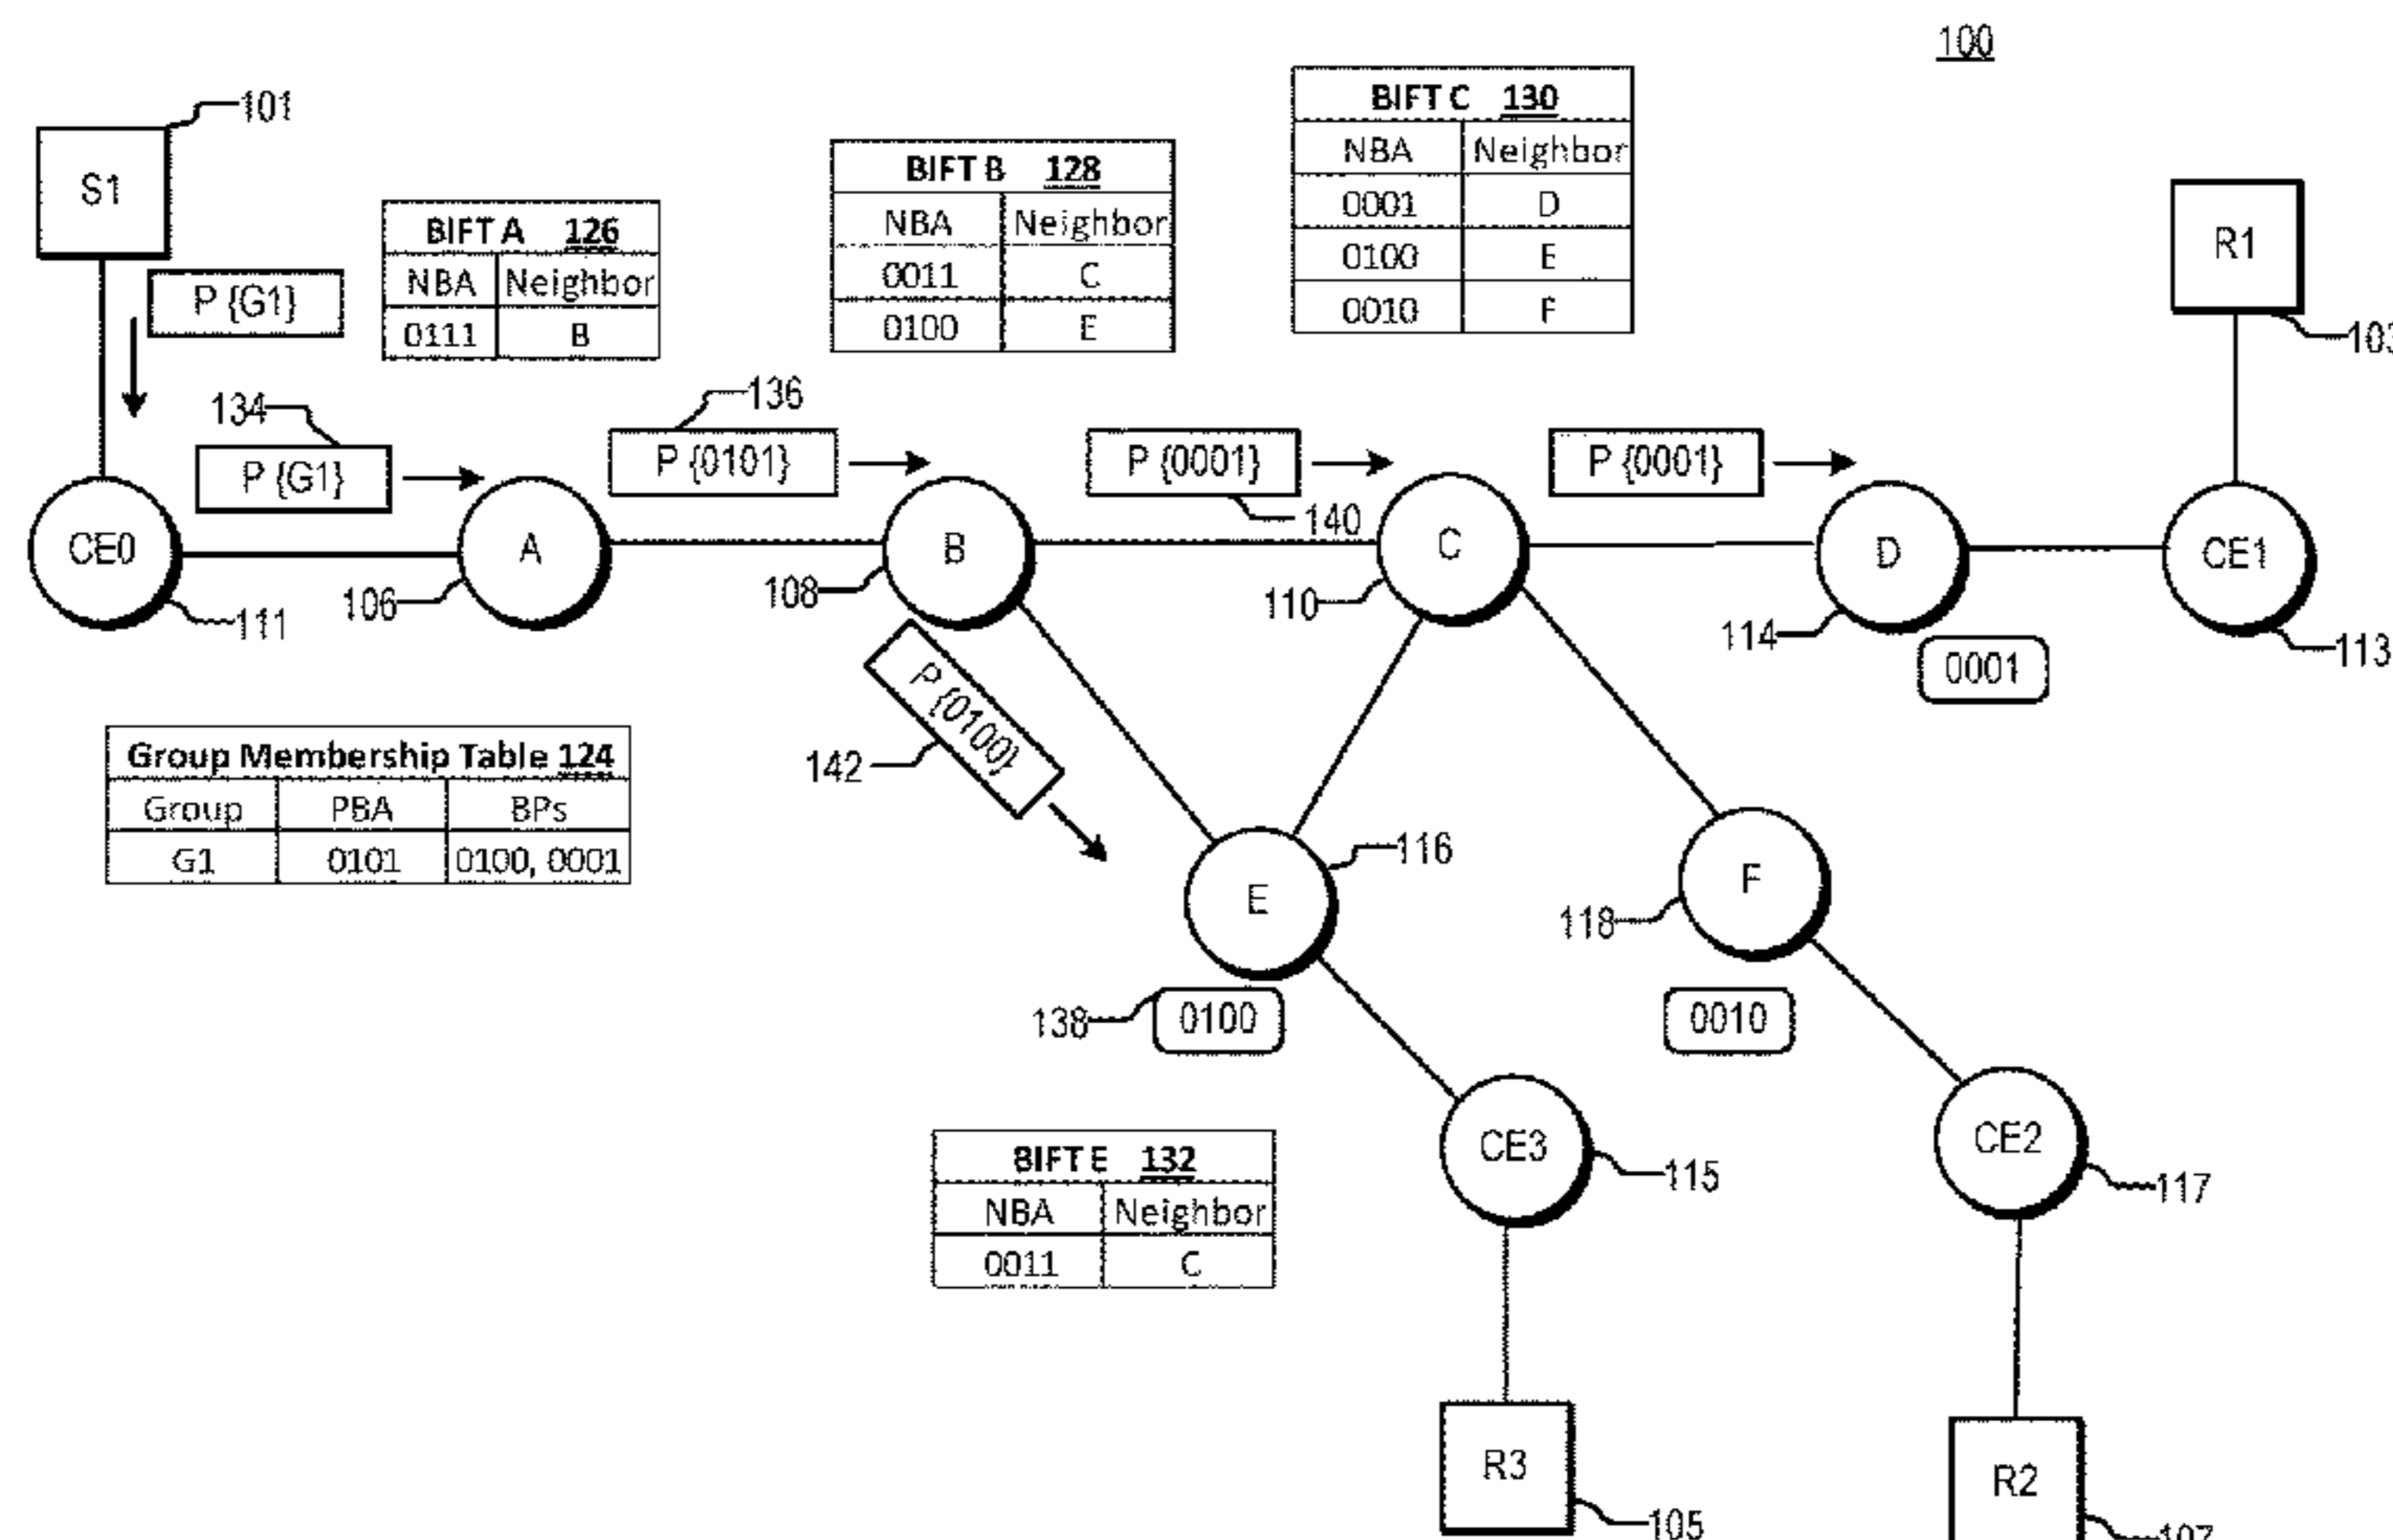 100
101
S1
P {G1}
BIFT A 126
NBA Neighbor
0111 B
BIFT B 128
NBA Neighbor
0011 C
0100 E
BIFT C 130
NBA Neighbor
0001 D
0100 E
0010 F
R1
103
134
P {G1}
136
P {0101}
P {0001}
140
P {0001}
CE0
111
A
106
B
108
C
110
D
114
0001
CE1
113
P {0100}
142
Group Membership Table 124
Group PBA BPs
G1 0101 0100, 0001
E
116
138
0100
F
118
0010
BIFT E 132
NBA Neighbor
0011 C
CE3
115
CE2
117
R3
105
R2
107